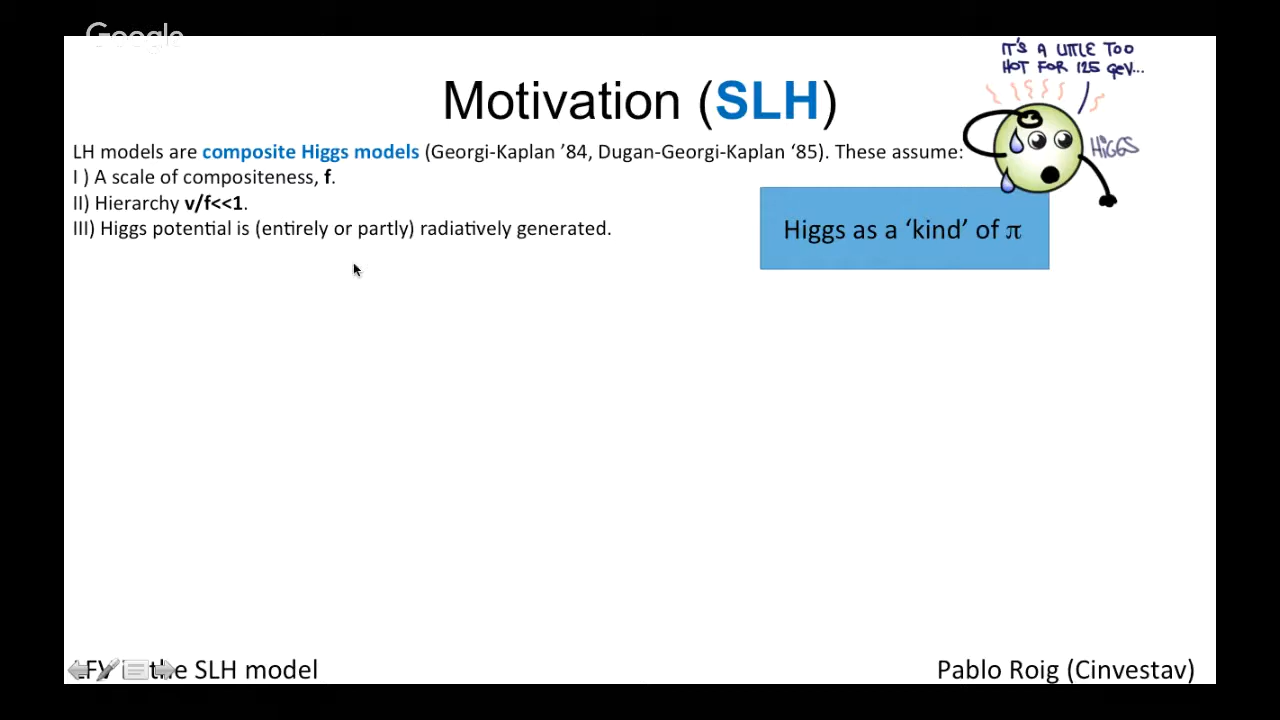 Google
IT'S A LITTLE TOO
HOT FOR 125 GeV...
Motivation (SLH)
HIGGS
LH models are composite Higgs models (Georgi-Kaplan ’84, Dugan-Georgi-Kaplan ‘85). These assume:
I ) A scale of compositeness, f.
II) Hierarchy v/f<<1.
III) Higgs potential is (entirely or partly) radiatively generated.
Higgs as a ‘kind’ of π
LFV in the SLH model
Pablo Roig (Cinvestav)